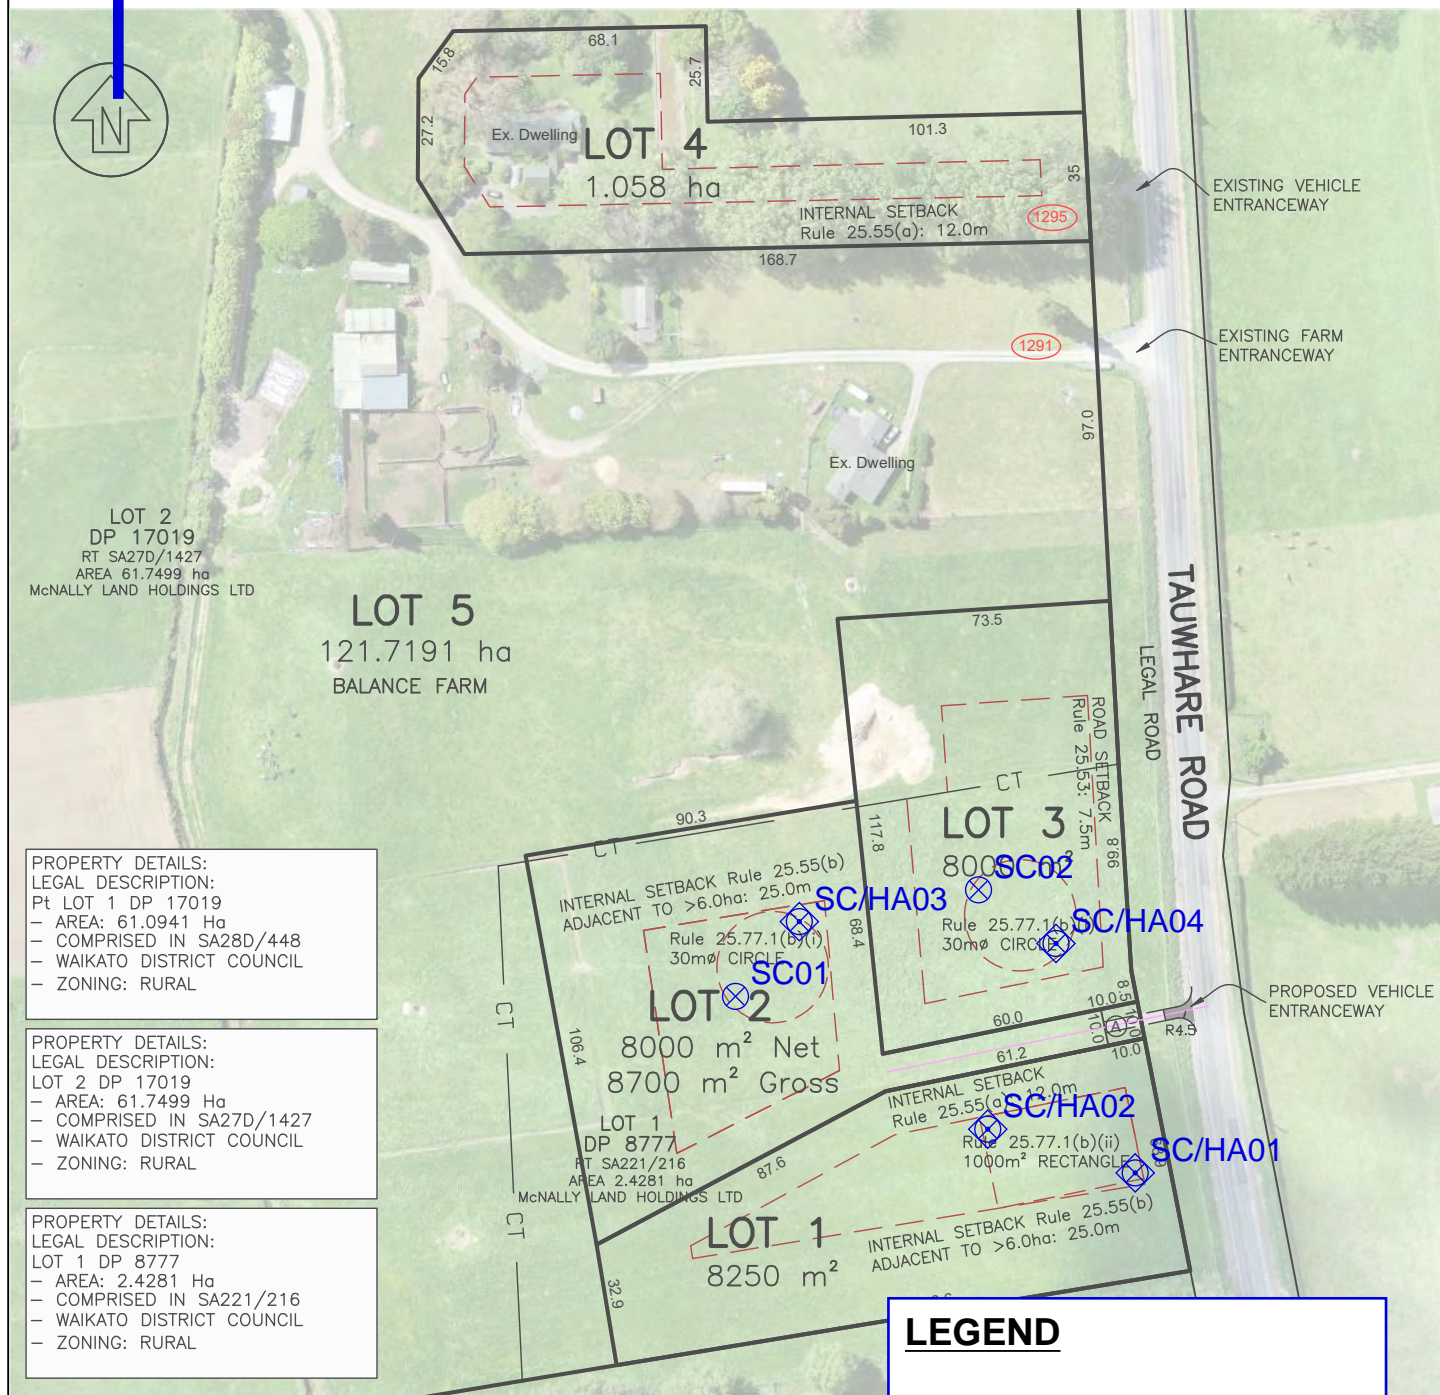 N
15.8
68.1
25.7
27.2
Ex. Dwelling
LOT 4
1.058 ha
101.3
35
INTERNAL SETBACK
Rule 25.55(a): 12.0m
1295
168.7
EXISTING VEHICLE
ENTRANCEWAY
1291
EXISTING FARM
ENTRANCEWAY
97.0
Ex. Dwelling
LOT 2
DP 17019
RT SA27D/1427
AREA 61.7499 ha
McNALLY LAND HOLDINGS LTD
LOT 5
121.7191 ha
BALANCE FARM
TAUWHARE ROAD
LEGAL ROAD
73.5
ROAD SETBACK
Rule 25.53: 7.5m
CT
LOT 3
8000 m²
117.8
66.8
SC02
Rule 25.77.1(b)(i)
30mø CIRCLE
SC/HA04
90.3
CT
INTERNAL SETBACK Rule 25.55(b)
ADJACENT TO >6.0ha: 25.0m
SC/HA03
68.4
Rule 25.77.1(b)(i)
30mø CIRCLE
SC01
LOT 2
8000 m² Net
8700 m² Gross
106.4
CT
CT
LOT 1
DP 8777
RT SA221/216
AREA 2.4281 ha
McNALLY LAND HOLDINGS LTD
10.0
8.5
60.0
10.0
A
10.0
R4.5
PROPOSED VEHICLE
ENTRANCEWAY
61.2
10.0
INTERNAL SETBACK
Rule 25.55(a): 12.0m
SC/HA02
Rule 25.77.1(b)(ii)
1000m² RECTANGLE
SC/HA01
87.6
LOT 1
8250 m²
INTERNAL SETBACK Rule 25.55(b)
ADJACENT TO >6.0ha: 25.0m
32.9
PROPERTY DETAILS:
LEGAL DESCRIPTION:
Pt LOT 1 DP 17019
– AREA: 61.0941 Ha
– COMPRISED IN SA28D/448
– WAIKATO DISTRICT COUNCIL
– ZONING: RURAL
PROPERTY DETAILS:
LEGAL DESCRIPTION:
LOT 2 DP 17019
– AREA: 61.7499 Ha
– COMPRISED IN SA27D/1427
– WAIKATO DISTRICT COUNCIL
– ZONING: RURAL
PROPERTY DETAILS:
LEGAL DESCRIPTION:
LOT 1 DP 8777
– AREA: 2.4281 Ha
– COMPRISED IN SA221/216
– WAIKATO DISTRICT COUNCIL
– ZONING: RURAL
LEGEND